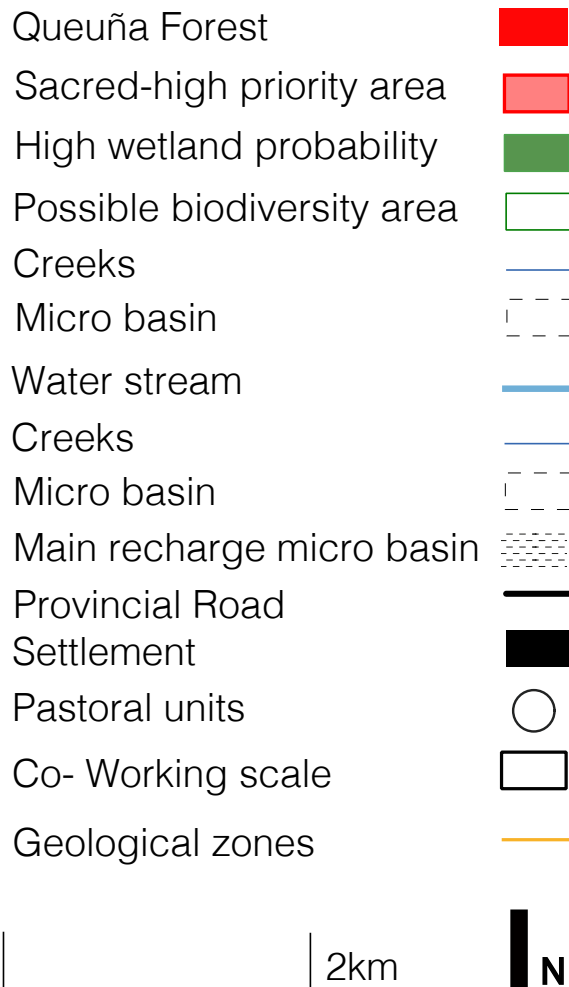 Queuña Forest
Sacred-high priority area
High wetland probability
Possible biodiversity area
Creeks
Micro basin
Water stream
Creeks
Micro basin
Main recharge micro basin
Provincial Road
Settlement
Pastoral units
Co- Working scale
Geological zones
2km
N